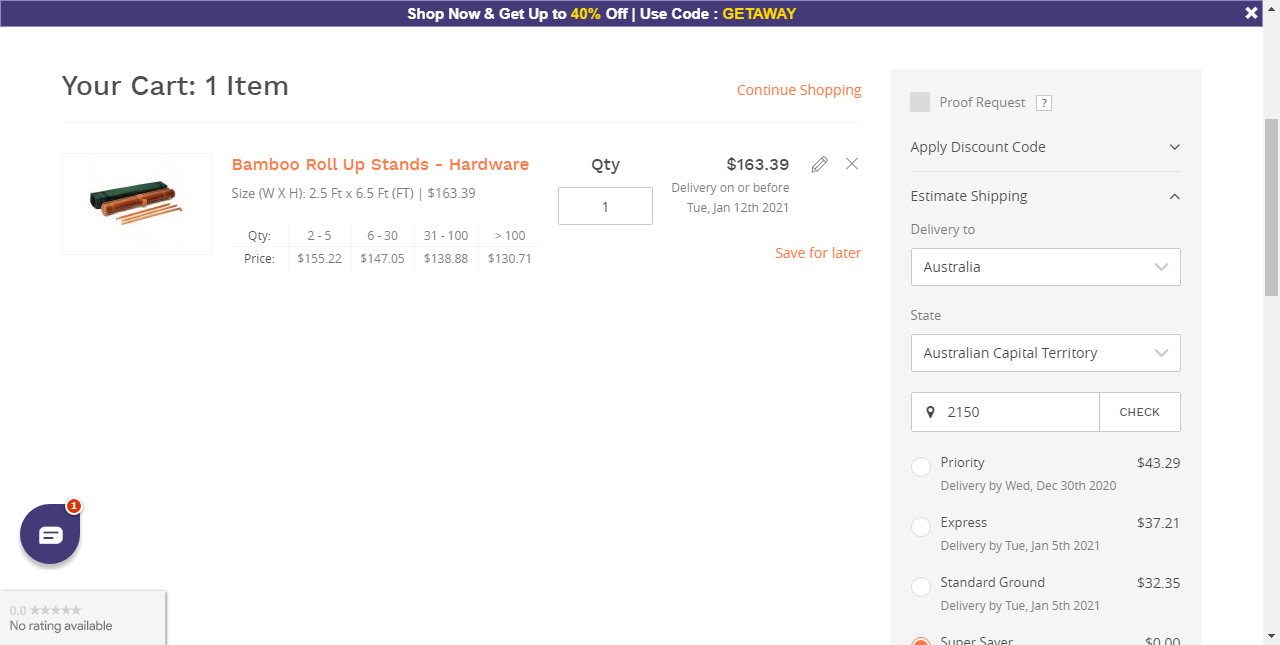 Shop Now & Get Up to 40% Off | Use Code : GETAWAY
Your Cart: 1 Item
Continue Shopping
Bamboo Roll Up Stands - Hardware
Size (W X H): 2.5 Ft x 6.5 Ft (FT) | $163.39
Qty: 2 - 5 6 - 30 31 - 100 > 100
Price: $155.22 $147.05 $138.88 $130.71
Qty
1
$163.39
Delivery on or before
Tue, Jan 12th 2021
Save for later
Proof Request ?
Apply Discount Code
Estimate Shipping
Delivery to
Australia
State
Australian Capital Territory
2150 CHECK
Priority $43.29
Delivery by Wed, Dec 30th 2020
Express $37.21
Delivery by Tue, Jan 5th 2021
Standard Ground $32.35
Delivery by Tue, Jan 5th 2021
Super Saver $0.00
1
0.0
No rating available